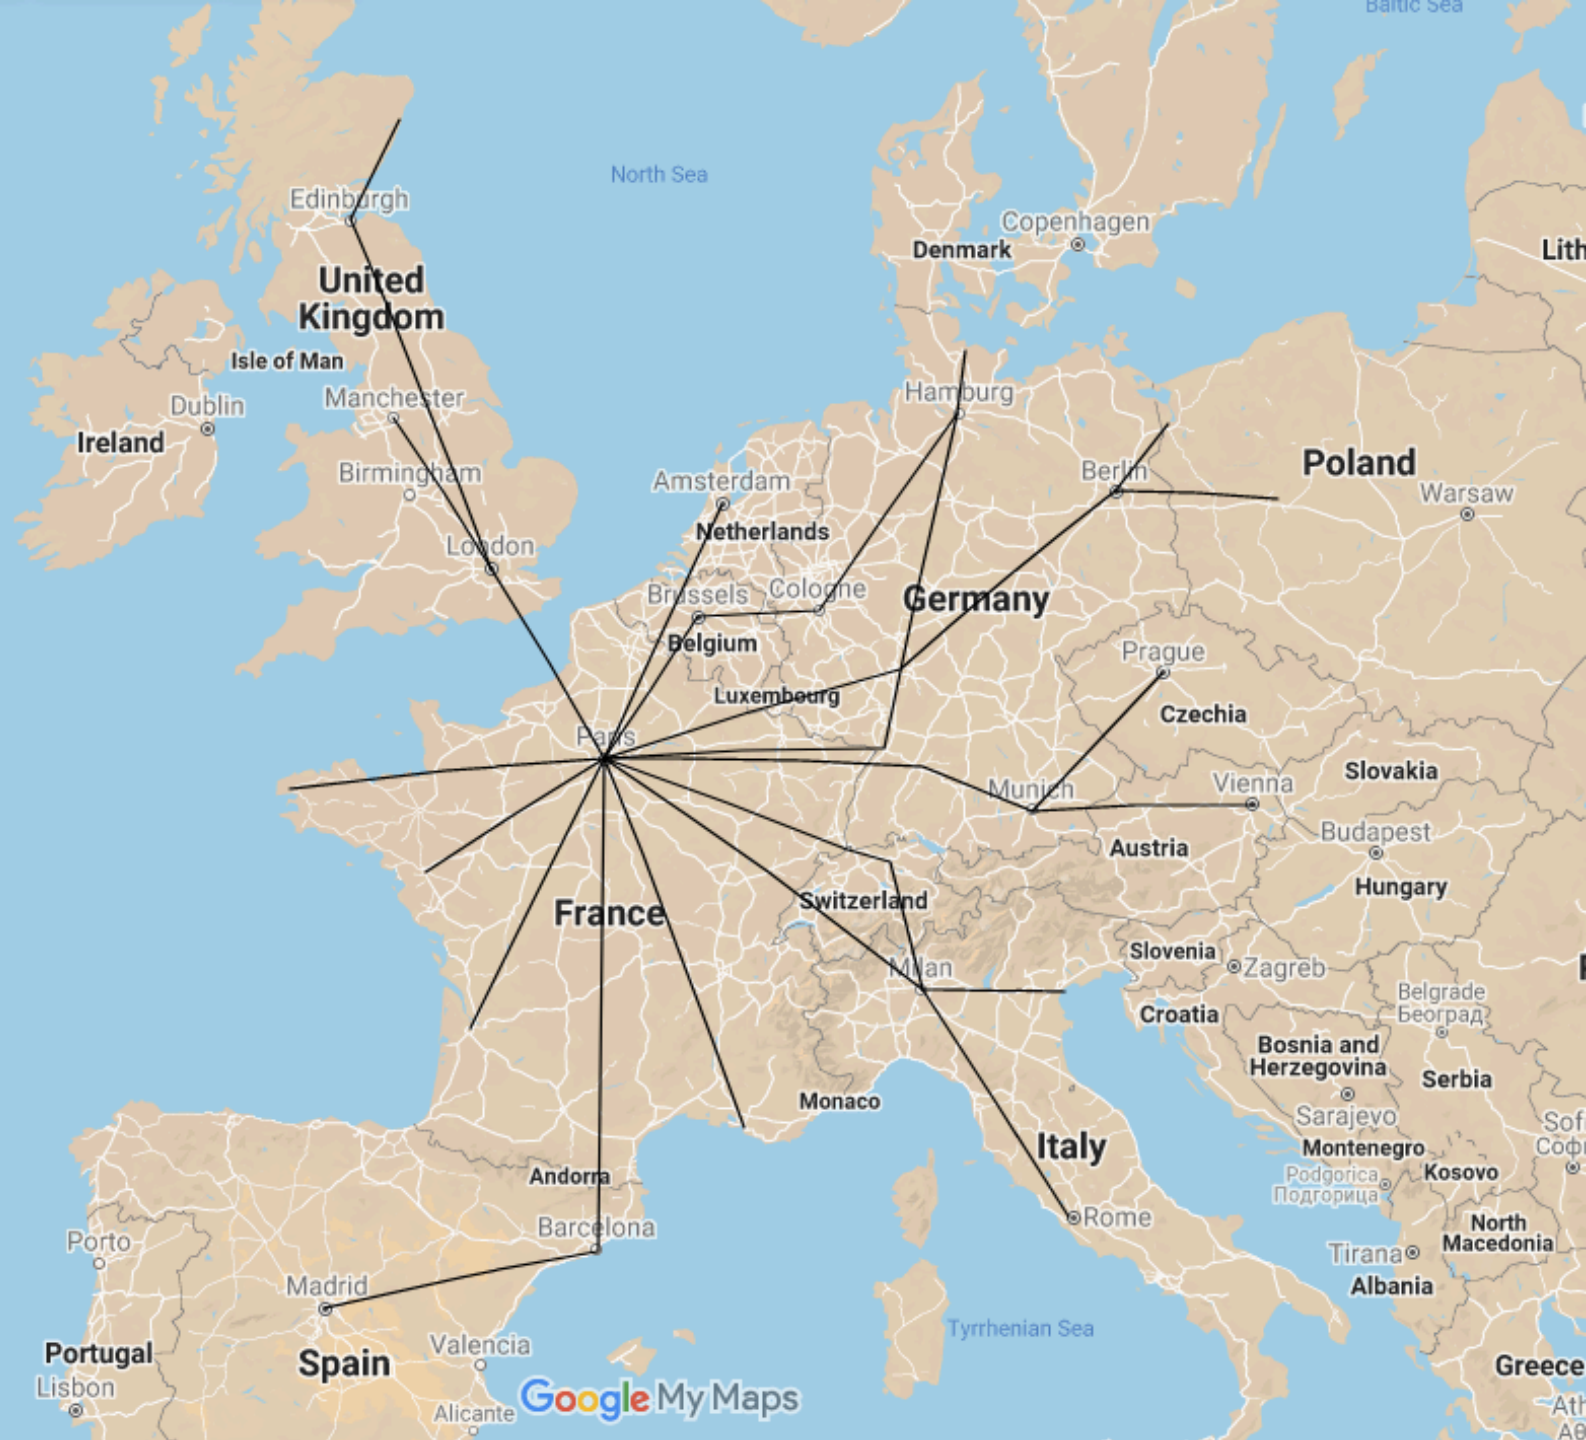 Baltic Sea
North Sea
Edinburgh
Copenhagen
Denmark
Lith
United
Kingdom
Isle of Man
Hamburg
Manchester
Dublin
Ireland
Birmingham
Berlin
Poland
Amsterdam
Warsaw
Netherlands
London
Brussels
Cologne
Germany
Belgium
Prague
Luxembourg
Czechia
Paris
Slovakia
Munich
Vienna
Budapest
Austria
Hungary
Switzerland
France
Slovenia
Milan
Zagreb
Belgrade
Београд
Croatia
Bosnia and
Herzegovina
Serbia
Monaco
Sarajevo
Sofi
Софи
Italy
Montenegro
Andorra
Podgorica
Подгорица
Kosovo
Rome
Barcelona
North
Macedonia
Porto
Tirana
Madrid
Albania
Tyrrhenian Sea
Valencia
Portugal
Spain
Greece
Lisbon
Google My Maps
Alicante
Ath